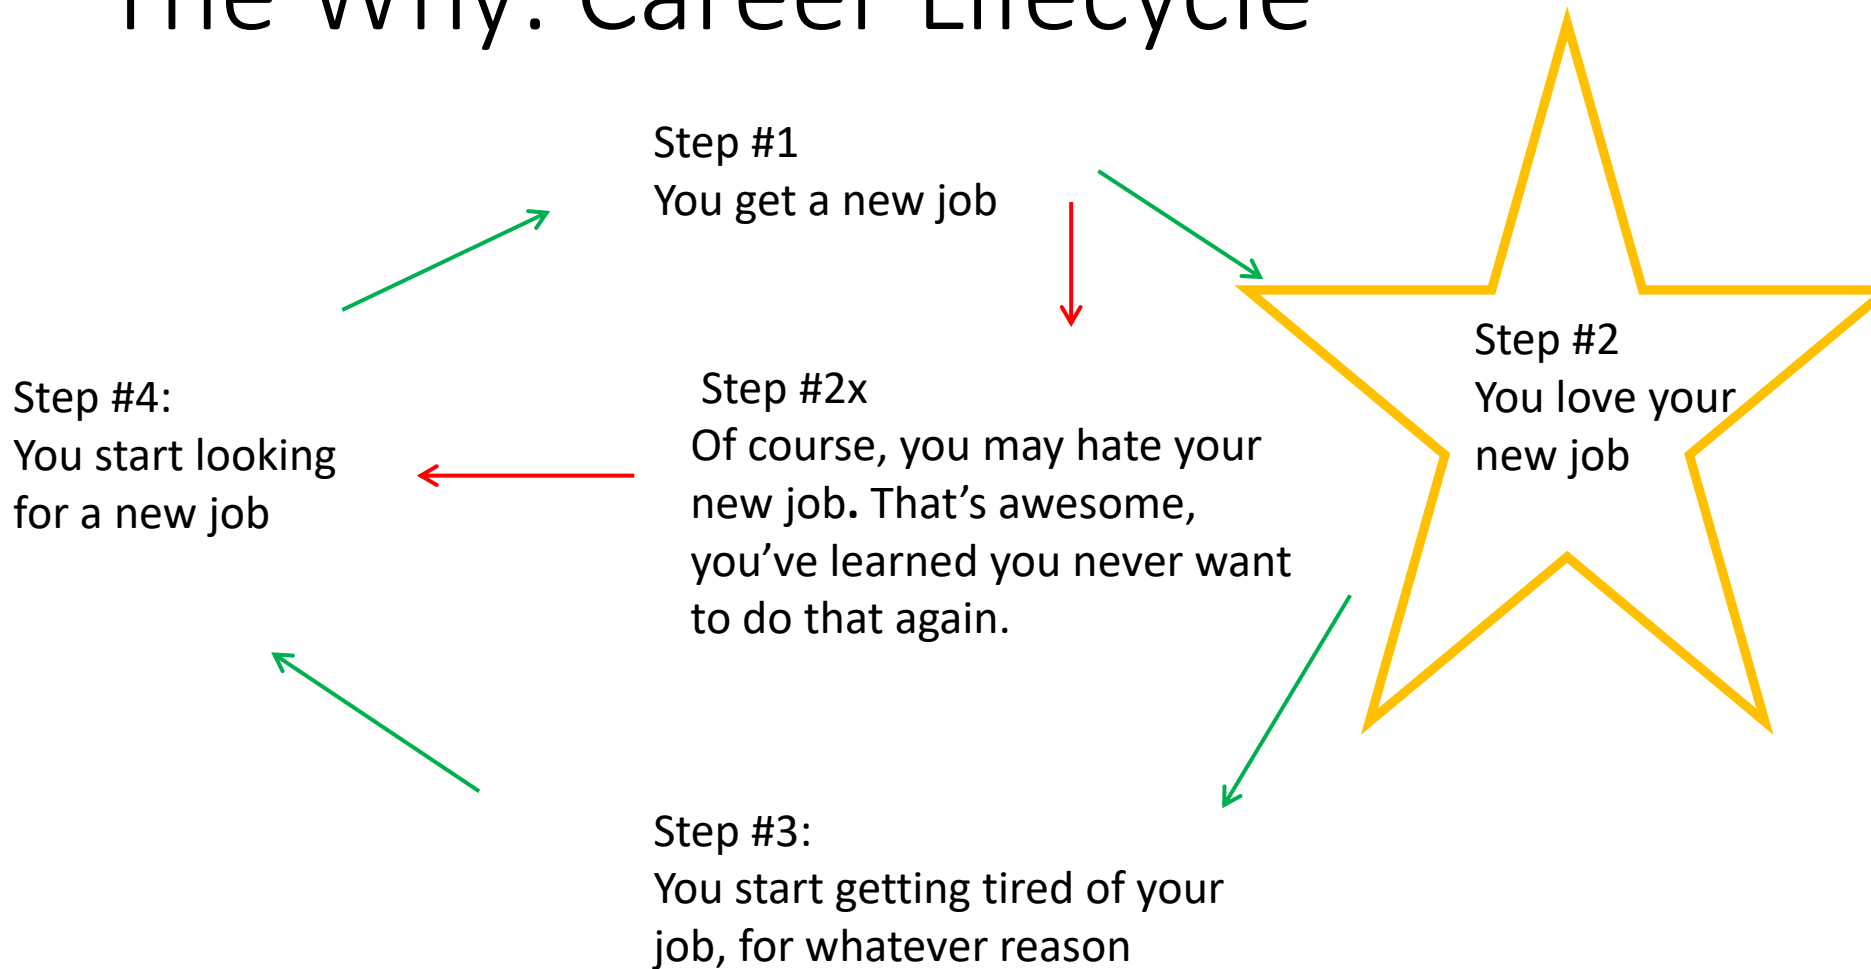 The Why: Career Lifecycle
Step #1
You get a new job
Step #2
You love your
new job
Step #2x
Of course, you may hate your
new job. That’s awesome,
you’ve learned you never want
to do that again.
Step #3:
You start getting tired of your
job, for whatever reason
Step #4:
You start looking
for a new job